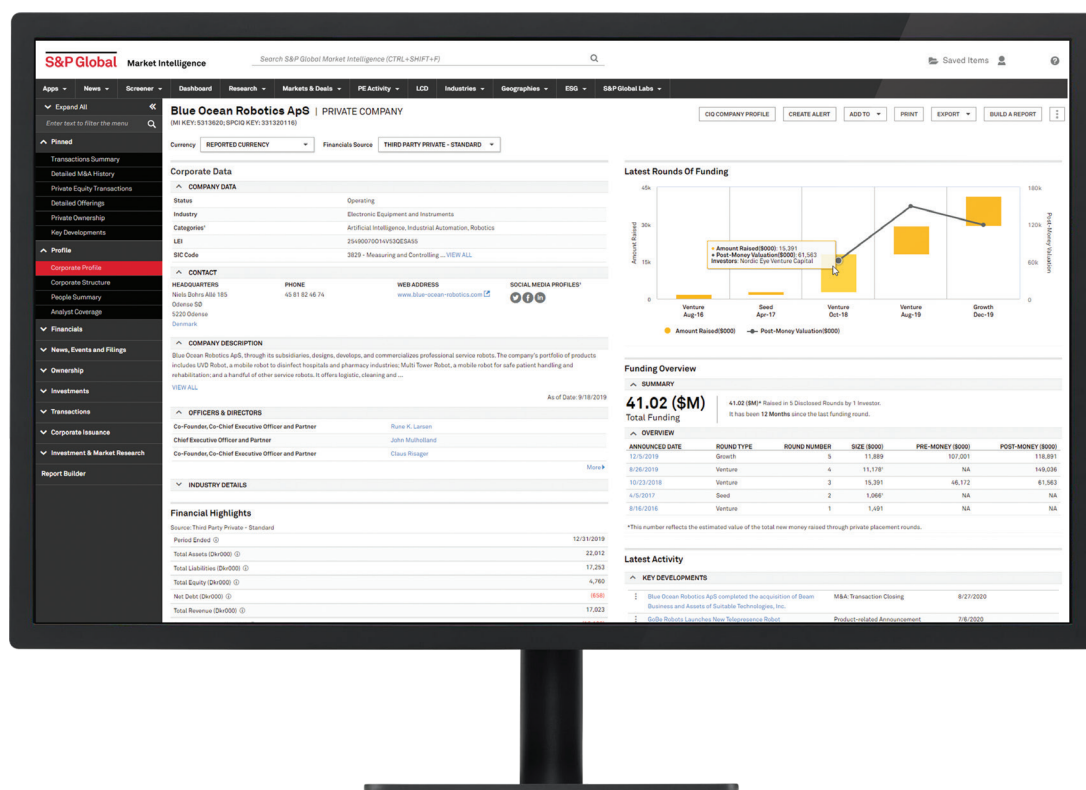 S&P Global Market Intelligence
Search S&P Global Market Intelligence (CTRL+SHIFT+F)
Saved Items
Apps News Screener Dashboard Research Markets & Deals PE Activity LCD Industries Geographies ESG S&P Global Labs
Expand All
Enter text to filter the menu
Pinned
Transactions Summary
Detailed M&A History
Private Equity Transactions
Detailed Offerings
Private Ownership
Key Developments
Profile
Corporate Profile
Corporate Structure
People Summary
Analyst Coverage
Financials
News, Events and Filings
Ownership
Investments
Transactions
Corporate Issuance
Investment & Market Research
Report Builder
Blue Ocean Robotics ApS | PRIVATE COMPANY
(MI KEY: 5313620; SPCIQ KEY: 331320116)
CIQ COMPANY PROFILE CREATE ALERT ADD TO PRINT EXPORT BUILD A REPORT
Currency REPORTED CURRENCY Financials Source THIRD PARTY PRIVATE - STANDARD
Corporate Data
COMPANY DATA
Status Operating
Industry Electronic Equipment and Instruments
Categories* Artificial Intelligence, Industrial Automation, Robotics
LEI
SIC Code 3829 - Measuring and Controlling ... VIEW ALL
CONTACT
HEADQUARTERS PHONE WEB ADDRESS SOCIAL MEDIA PROFILES*
Niels Bohrs Allé 185 45 81 82 46 74 www.blue-ocean-robotics.com
Odense SØ
5220 Odense
Denmark
COMPANY DESCRIPTION
Blue Ocean Robotics ApS, through its subsidiaries, designs, develops, and commercializes professional service robots. The company's portfolio of products
includes UVD Robot, a mobile robot to disinfect hospitals and pharmacy industries; Multi Tower Robot, a mobile robot for safe patient handling and
rehabilitation; and a handful of other service robots. It offers logistic, cleaning and ...
VIEW ALL
As of Date: 9/18/2019
OFFICERS & DIRECTORS
Co-Founder, Co-Chief Executive Officer and Partner Rune K. Larsen
Chief Executive Officer and Partner John Mulholland
Co-Founder, Co-Chief Executive Officer and Partner Claus Risager
More
INDUSTRY DETAILS
Financial Highlights
Source: Third Party Private - Standard
Period Ended 12/31/2019
Total Assets (Dkr000) 22,012
Total Liabilities (Dkr000) 17,253
Total Equity (Dkr000) 4,760
Net Debt (Dkr000)
Total Revenue (Dkr000) 17,023
Latest Rounds Of Funding
45k 180k
30k 120k
15k 60k
0 0
Amount Raised
Post-Money Valuation
Amount Raised($000): 15,391
Post-Money Valuation($000): 61,563
Investors: Nordic Eye Venture Capital
Venture Seed Venture Venture Growth
Aug-16 Apr-17 Oct-18 Aug-19 Dec-19
Amount Raised($000) Post-Money Valuation($000)
Funding Overview
SUMMARY
41.02 ($M)
Total Funding
41.02 ($M)* Raised in 5 Disclosed Rounds by 1 Investor.
It has been 12 Months since the last funding round.
OVERVIEW
ANNOUNCED DATE ROUND TYPE ROUND NUMBER SIZE ($000) PRE-MONEY ($000) POST-MONEY ($000)
12/5/2019 Growth 5 11,889 107,001 118,891
8/26/2019 Venture 4 11,178¹ NA 149,036
10/23/2018 Venture 3 15,391 46,172 61,563
4/5/2017 Seed 2 1,066¹ NA NA
8/16/2016 Venture 1 1,491 NA NA
*This number reflects the estimated value of the total new money raised through private placement rounds.
Latest Activity
KEY DEVELOPMENTS
Blue Ocean Robotics ApS completed the acquisition of Beam M&A: Transaction Closing 8/27/2020
Business and Assets of Suitable Technologies, Inc.
GoBe Robots Launches New Telepresence Robot Product-related Announcement 7/6/2020